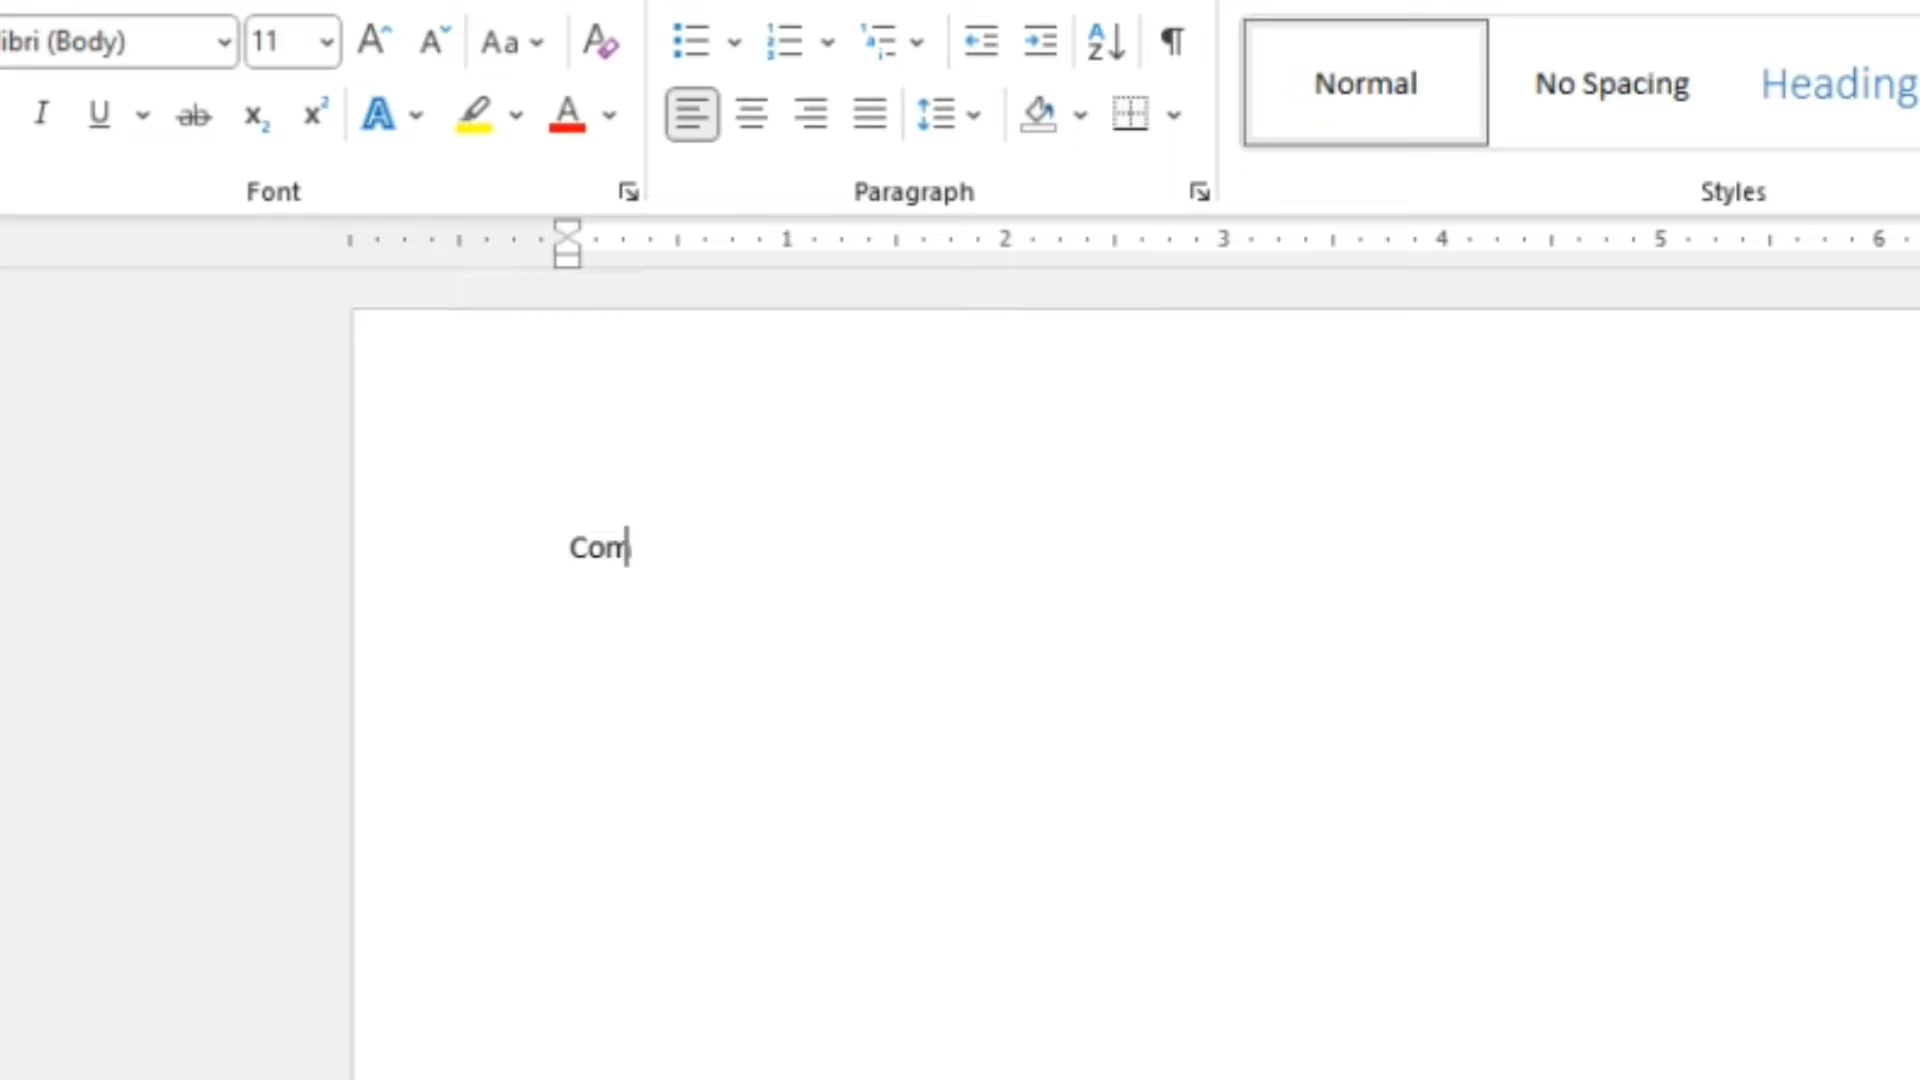 ibri (Body) 11 Aa
Normal No Spacing Heading
Font Paragraph Styles
1 2 3 4 5 6
Com